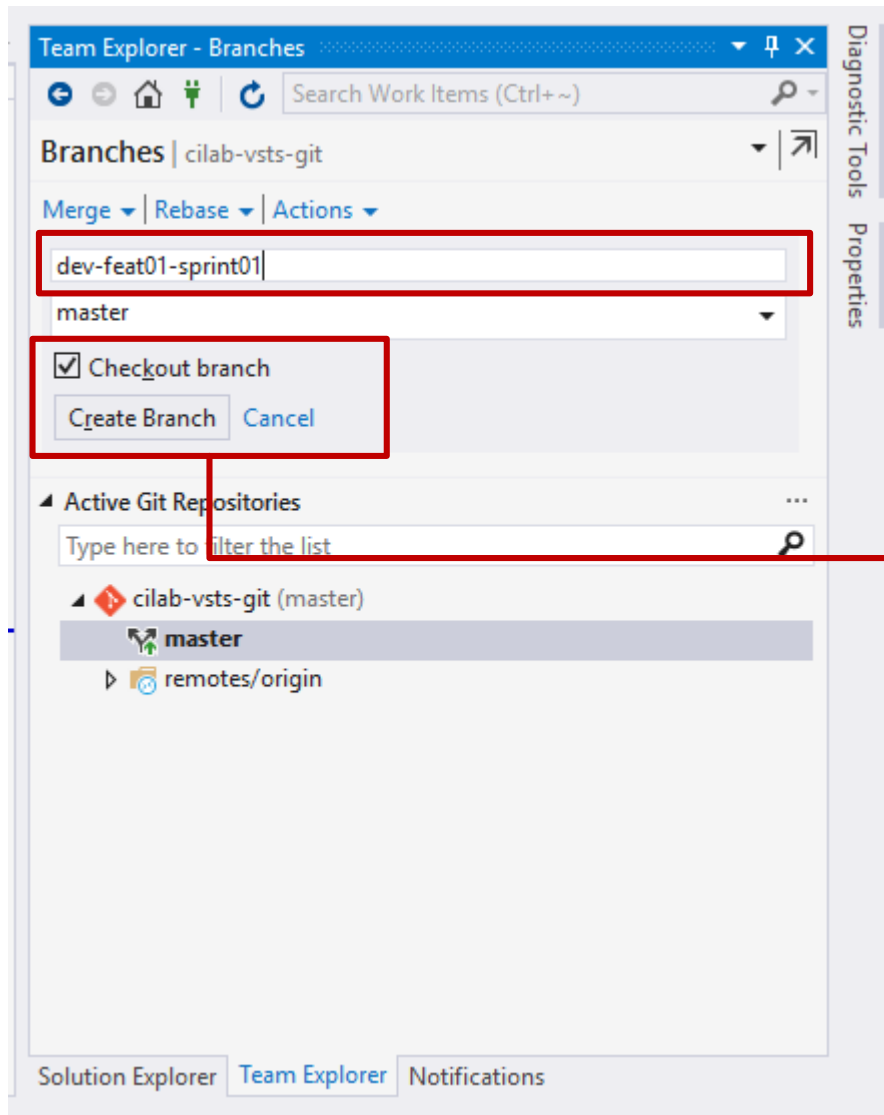 Team Explorer - Branches
Search Work Items (Ctrl+~)
Branches | cilab-vsts-git
Merge | Rebase | Actions
dev-feat01-sprint01
master
Checkout branch
Create Branch Cancel
Active Git Repositories
Type here to filter the list
cilab-vsts-git (master)
master
remotes/origin
Solution Explorer Team Explorer Notifications
Diagnostic Tools
Properties